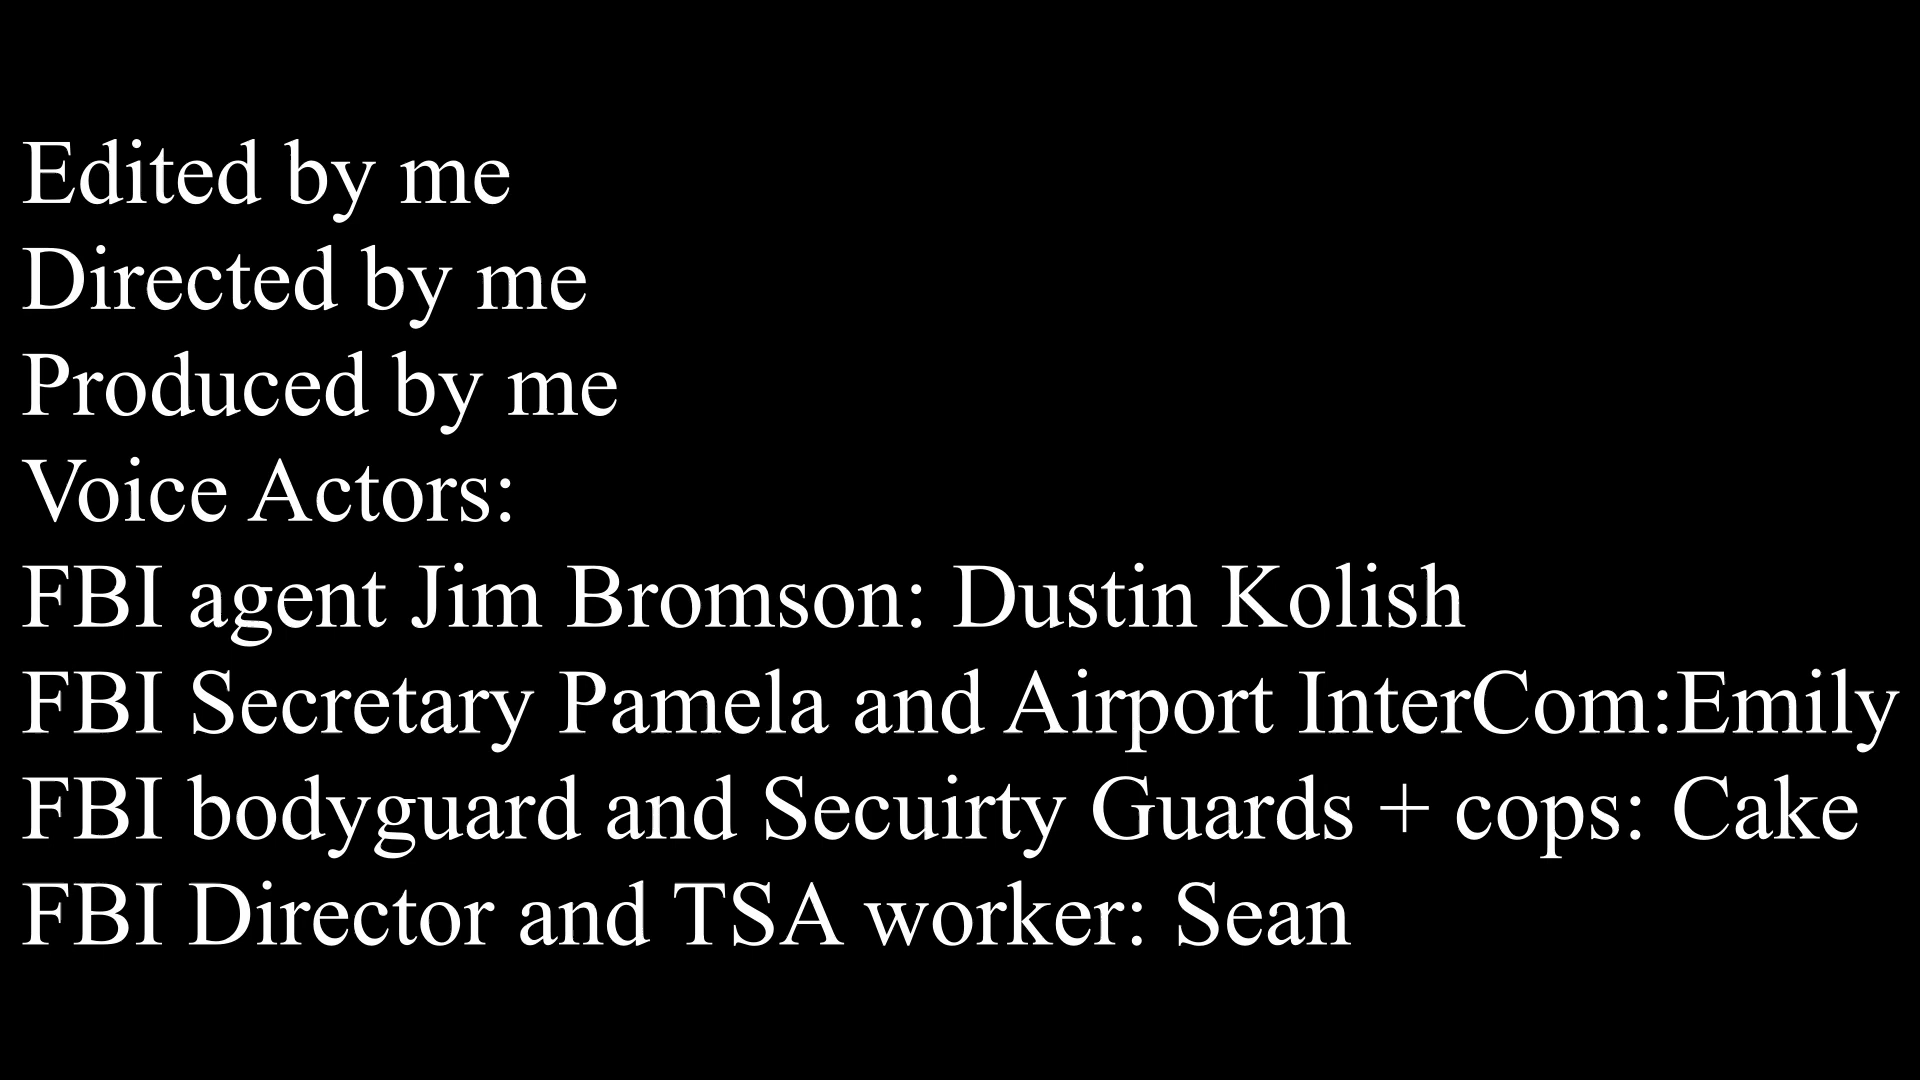 Edited by me
Directed by me
Produced by me
Voice Actors:
FBI agent Jim Bromson: Dustin Kolish
FBI Secretary Pamela and Airport InterCom:Emily
FBI bodyguard and Secuirty Guards + cops: Cake
FBI Director and TSA worker: Sean